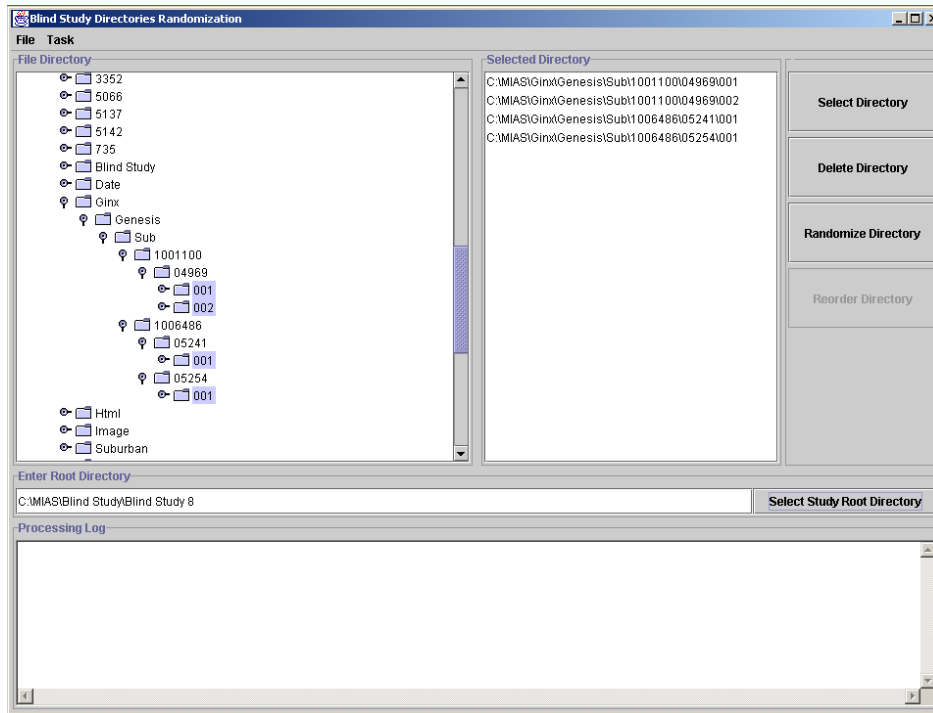 Blind Study Directories Randomization
File Task
File Directory
3352
5066
5137
5142
735
Blind Study
Date
Ginx
Genesis
Sub
1001100
04969
001
002
1006486
05241
001
05254
001
Html
Image
Suburban
Selected Directory
C:\MIAS\Ginx\Genesis\Sub\1001100\04969\001
C:\MIAS\Ginx\Genesis\Sub\1001100\04969\002
C:\MIAS\Ginx\Genesis\Sub\1006486\05241\001
C:\MIAS\Ginx\Genesis\Sub\1006486\05254\001
Select Directory
Delete Directory
Randomize Directory
Reorder Directory
Enter Root Directory
C:\MIAS\Blind Study\Blind Study 8
Select Study Root Directory
Processing Log